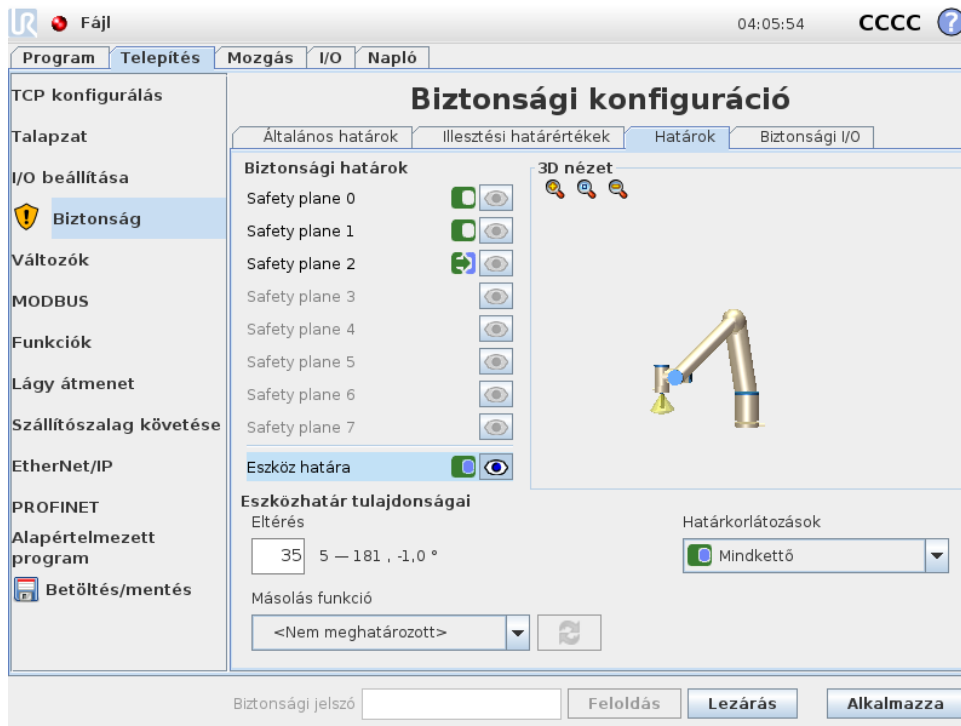 UR Fájl 04:05:54 CCCC ?
Program Telepítés Mozgás I/O Napló
TCP konfigurálás
Talapzat
I/O beállítása
Biztonság
Változók
MODBUS
Funkciók
Lágy átmenet
Szállítószalag követése
EtherNet/IP
PROFINET
Alapértelmezett
program
Betöltés/mentés
Biztonsági konfiguráció
Általános határok Illesztési határértékek Határok Biztonsági I/O
Biztonsági határok
Safety plane 0
Safety plane 1
Safety plane 2
Safety plane 3
Safety plane 4
Safety plane 5
Safety plane 6
Safety plane 7
Eszköz határa
3D nézet
Eszközhatár tulajdonságai
Eltérés
35 5 — 181 , -1,0 °
Határkorlátozások
Mindkettő
Másolás funkció
<Nem meghatározott>
Biztonsági jelszó Feloldás Lezárás Alkalmazza